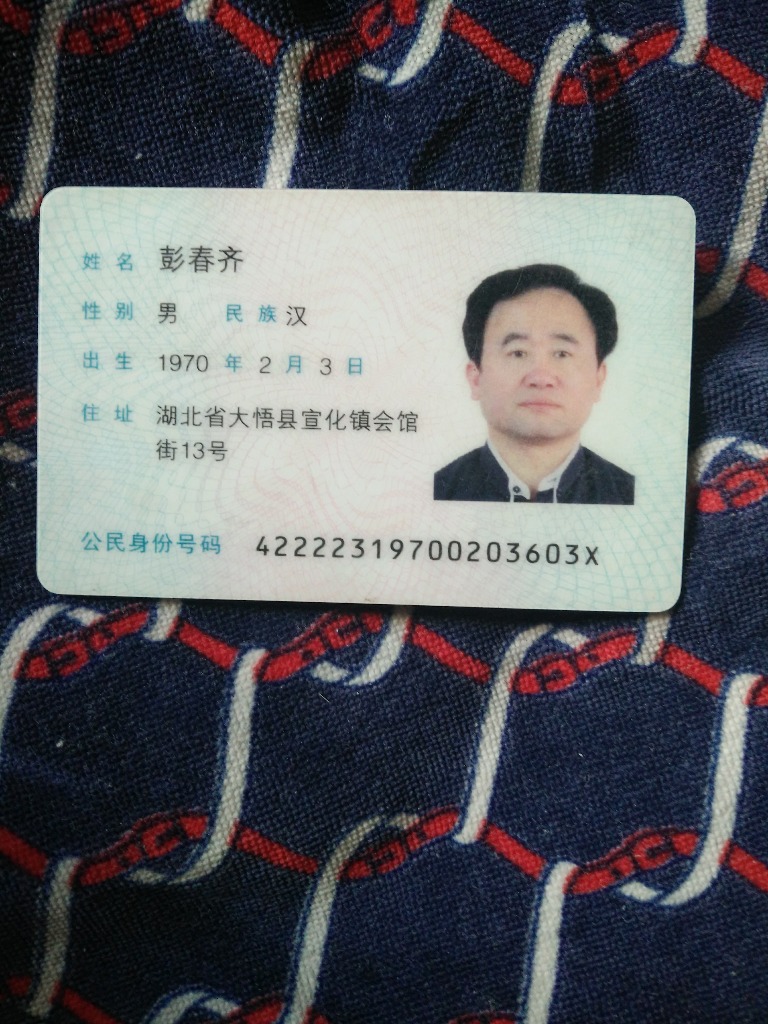 姓名 彭春齐
性别 男 民族 汉
出生 1970 年 2 月 3 日
住址 湖北省大悟县宣化镇会馆
街13号
公民身份号码 42222319700203603X